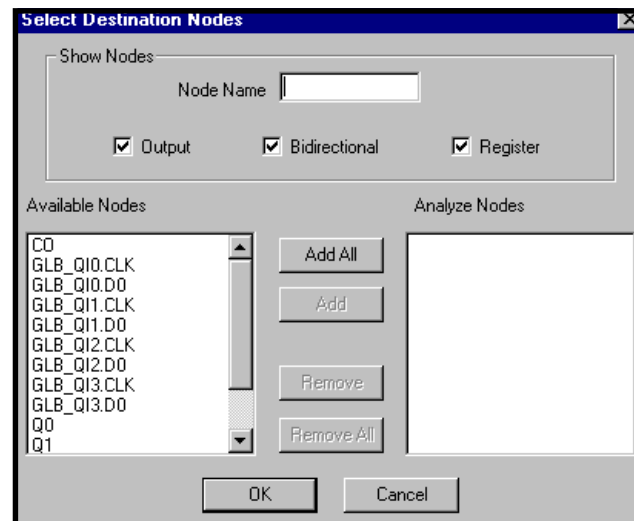 Select Destination Nodes
Show Nodes
Node Name
Output Bidirectional Register
Available Nodes
Analyze Nodes
CO
GLB_QI0.CLK
GLB_QI0.D0
GLB_QI1.CLK
GLB_QI1.D0
GLB_QI2.CLK
GLB_QI2.D0
GLB_QI3.CLK
GLB_QI3.D0
Q0
Q1
Add All
Add
Remove
Remove All
OK
Cancel